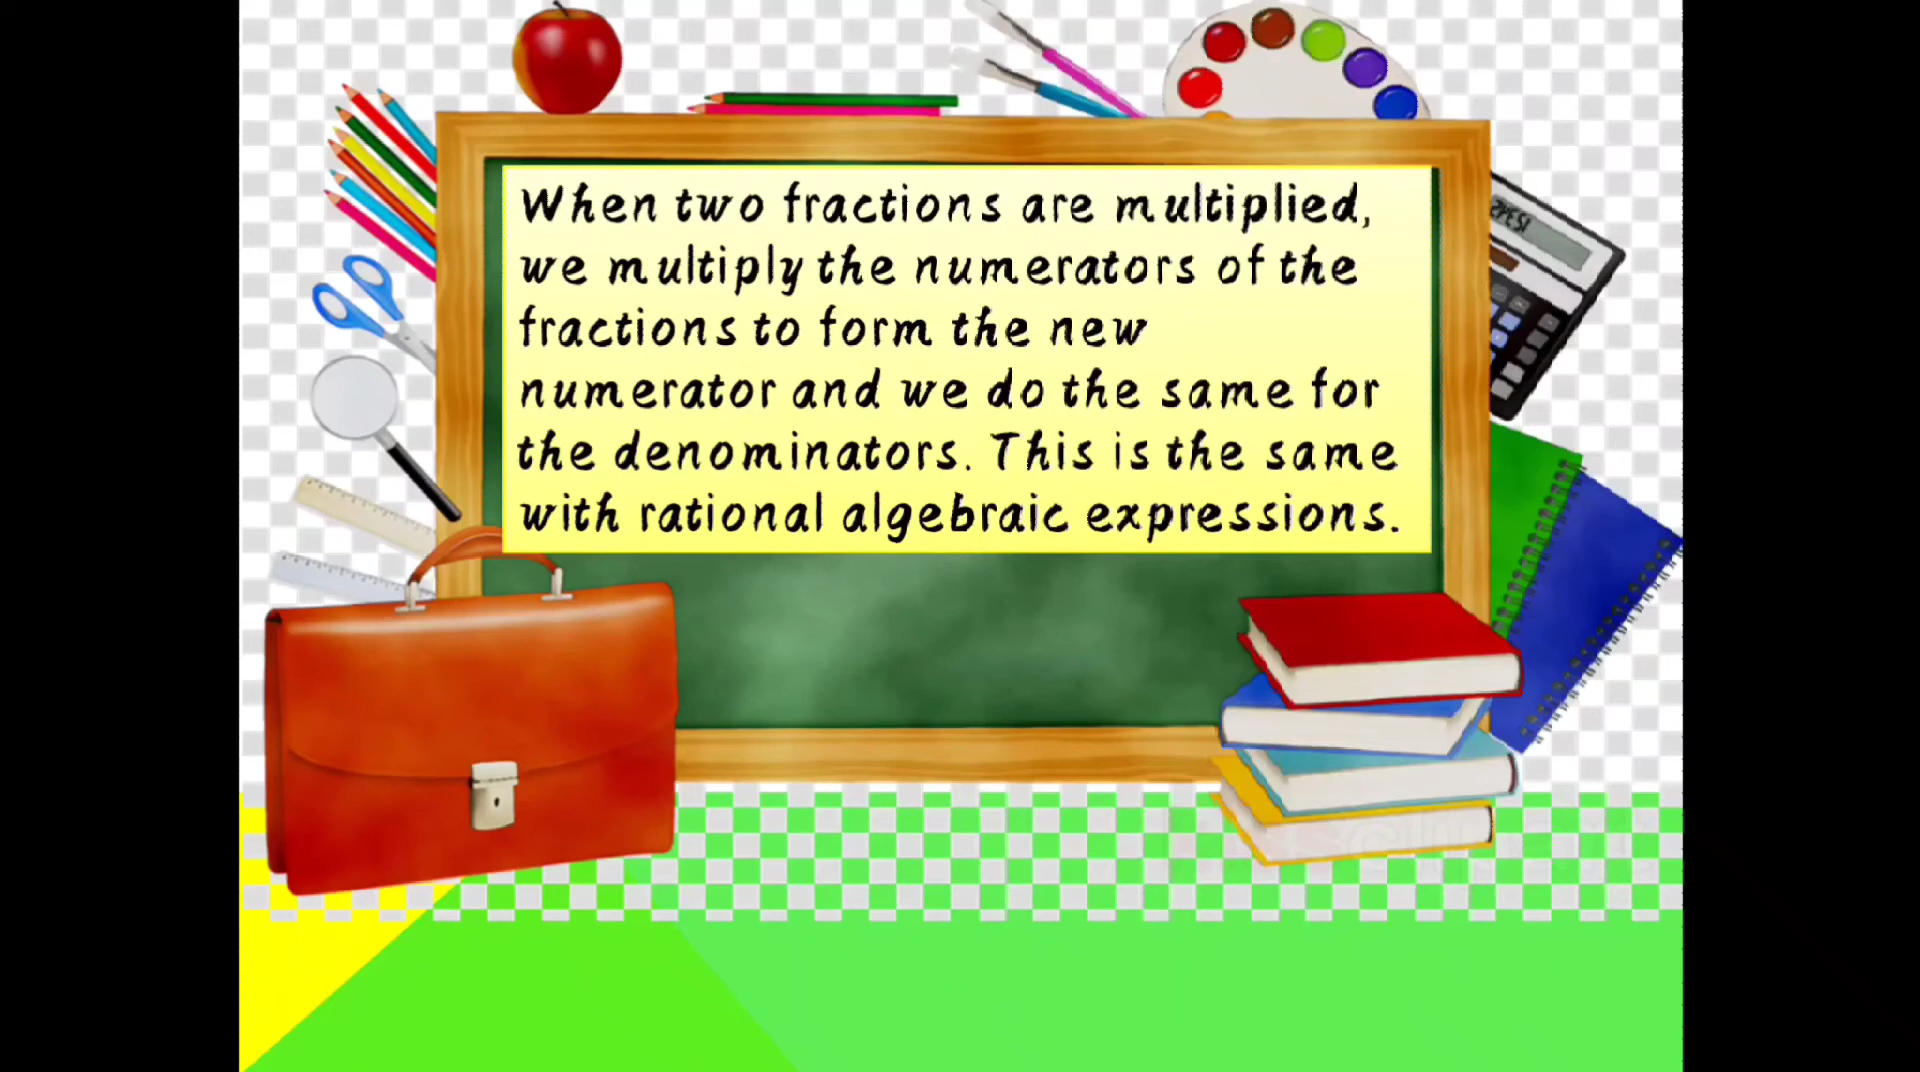 When two fractions are multiplied,
we multiply the numerators of the
fractions to form the new
numerator and we do the same for
the denominators. This is the same
with rational algebraic expressions.